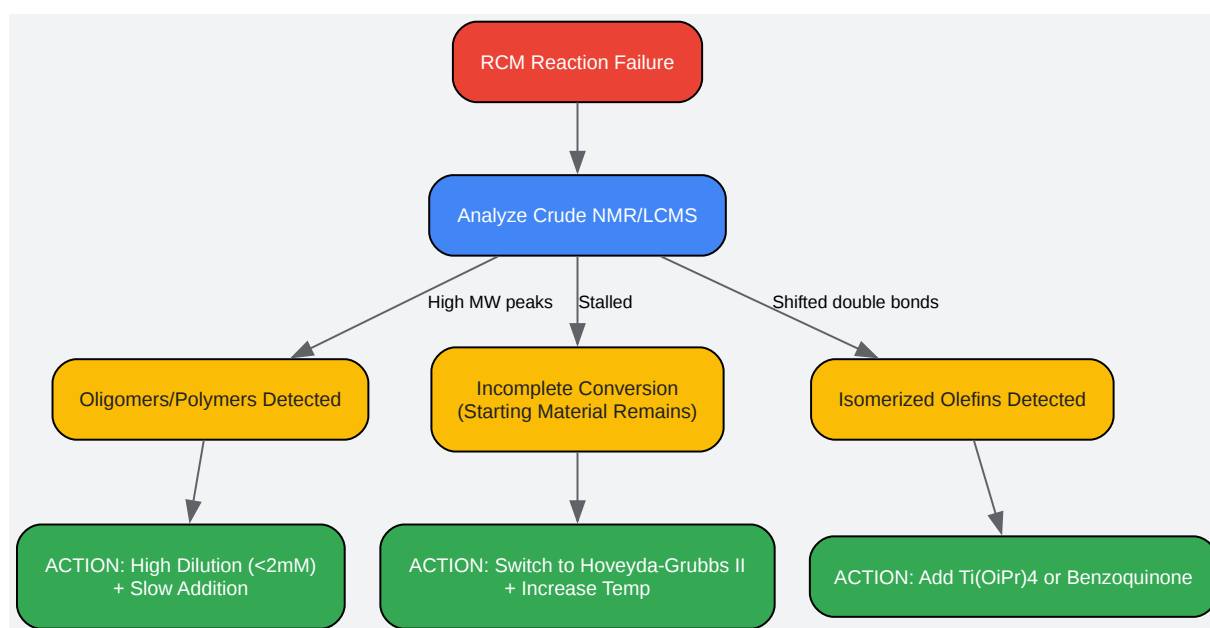 RCM Reaction Failure
Analyze Crude NMR/LCMS
High MW peaks
Stalled
Shifted double bonds
Oligomers/Polymers Detected
Incomplete Conversion
(Starting Material Remains)
Isomerized Olefins Detected
ACTION: High Dilution (<2mM)
+ Slow Addition
ACTION: Switch to Hoveyda-Grubbs II
+ Increase Temp
ACTION: Add Ti(OiPr)4 or Benzoquinone